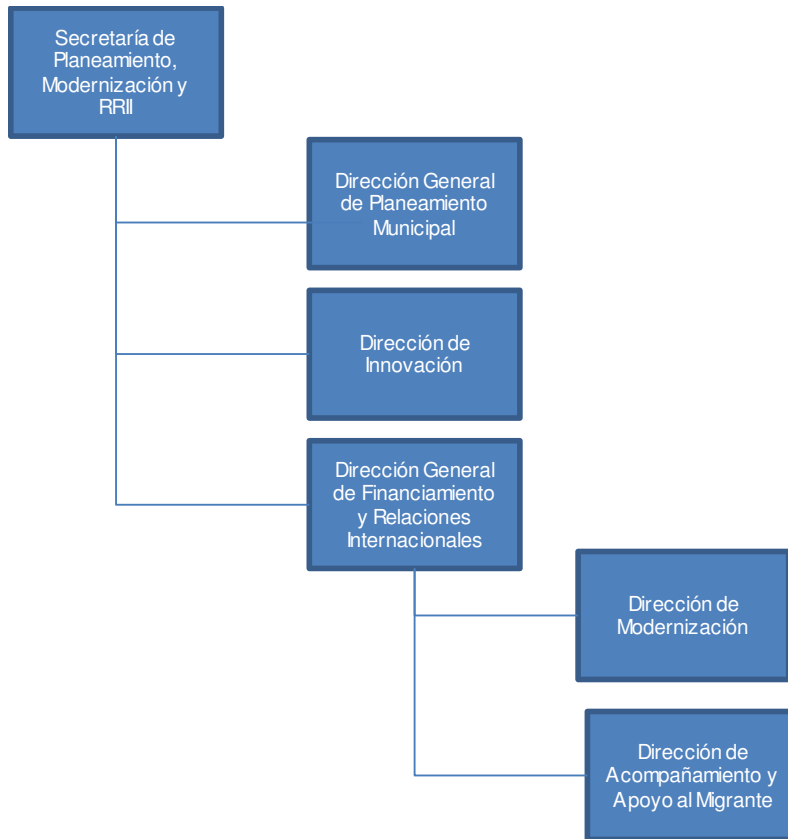 Secretaría de
Planeamiento,
Modernización y
RRII
Dirección General
de Planeamiento
Municipal
Dirección de
Innovación
Dirección General
de Financiamiento
y Relaciones
Internacionales
Dirección de
Modernización
Dirección de
Acompañamiento y
Apoyo al Migrante